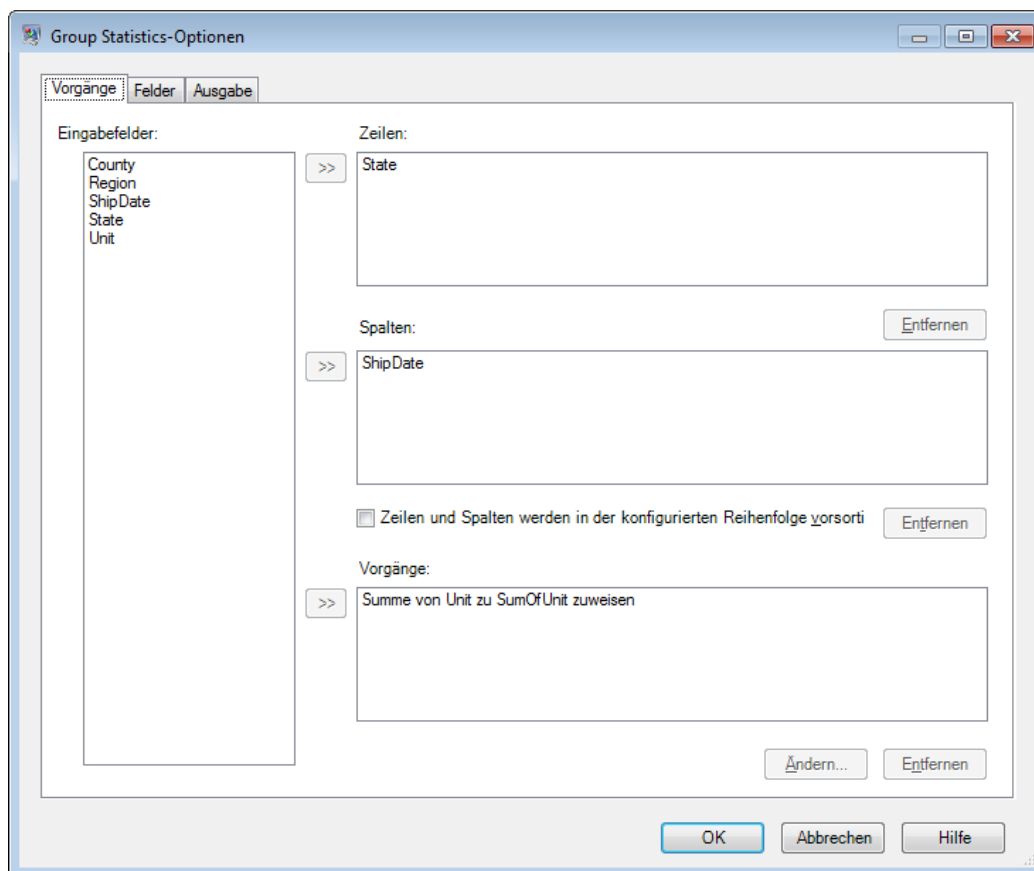 Group Statistics-Optionen
Vorgänge Felder Ausgabe
Eingabefelder:
County
Region
ShipDate
State
Unit
Zeilen:
>> State
Entfernen
Spalten:
>> ShipDate
Zeilen und Spalten werden in der konfigurierten Reihenfolge vorsorti Entfernen
Vorgänge:
>> Summe von Unit zu SumOfUnit zuweisen
Ändern... Entfernen
OK Abbrechen Hilfe